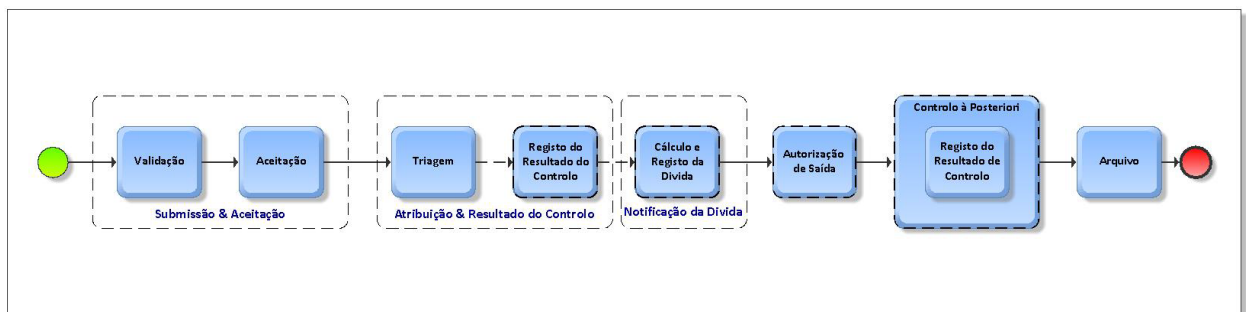 Validação
Aceitação
Submissão & Aceitação
Triagem
Registo do
Resultado do
Controlo
Atribuição & Resultado do Controlo
Cálculo e
Registo da
Divida
Notificação da Divida
Autorização
de Saída
Controlo à Posteriori
Registo do
Resultado de
Controlo
Arquivo